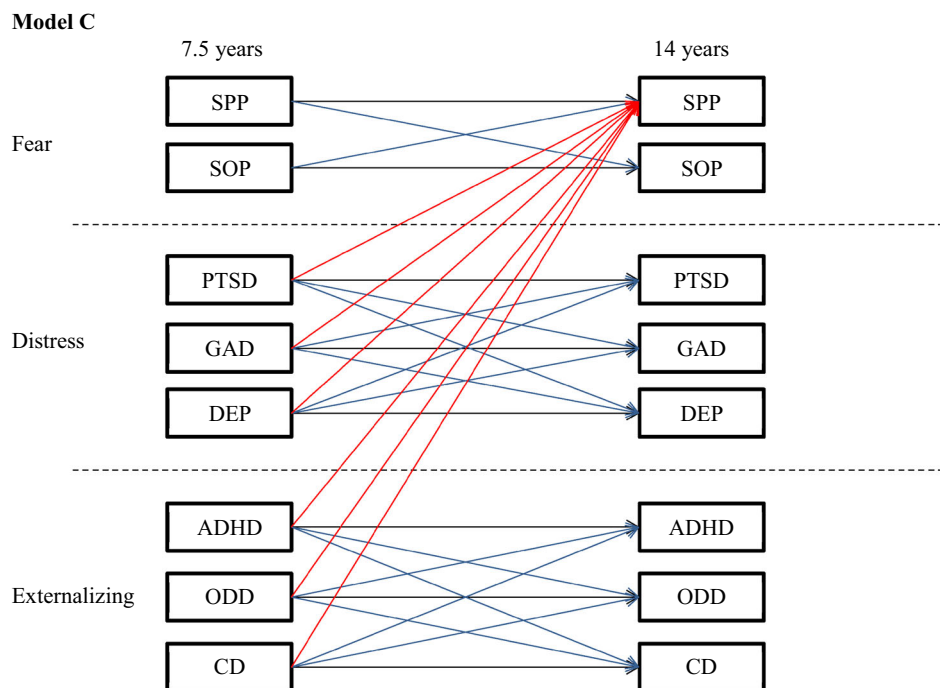 Model C
7.5 years 14 years
SPP SPP
Fear
SOP SOP
PTSD PTSD
Distress GAD GAD
DEP DEP
ADHD ADHD
Externalizing ODD ODD
CD CD